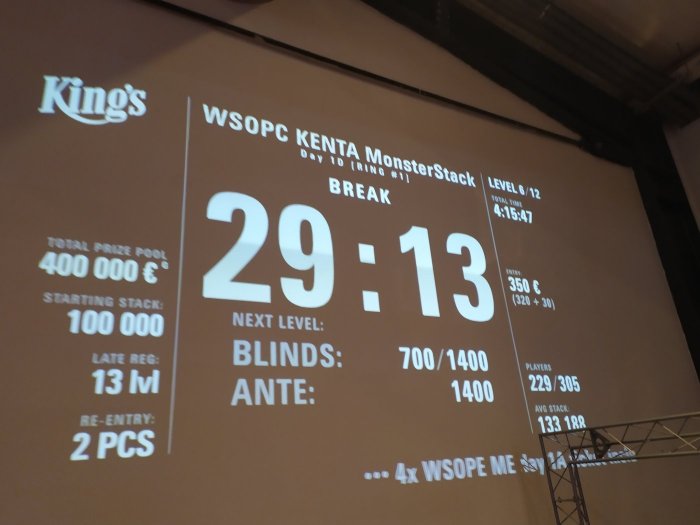 King's
WSOPC KENTA MonsterStack
Day 1D [RING #1]
BREAK
29:13
NEXT LEVEL:
BLINDS: 700/1400
ANTE: 1400
TOTAL PRIZE POOL
400 000 €*
STARTING STACK:
100 000
LATE REG:
13 lvl
RE-ENTRY:
2 PCS
LEVEL 6/12
TOTAL TIME
4:15:47
ENTRY:
350 €
(320 + 30)
PLAYERS
229/305
AVG STACK:
133 188
--- 4x WSOPE ME day 1A